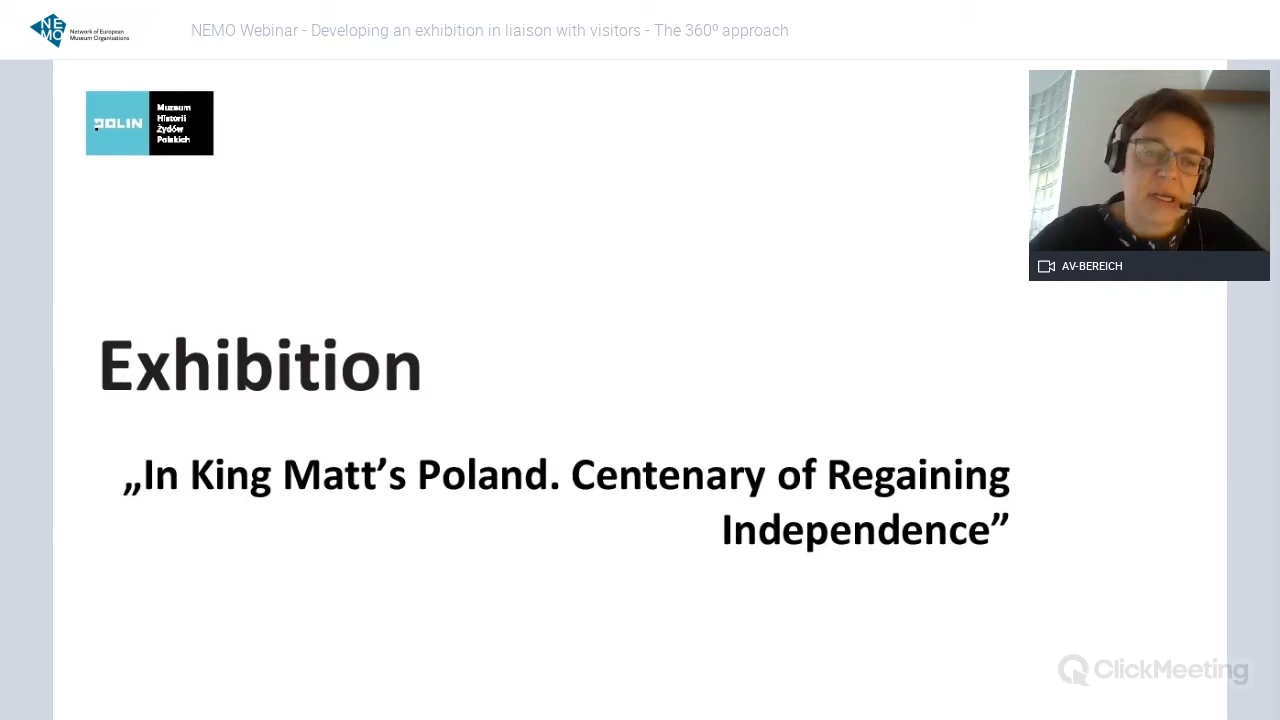 NEMO
Network of European
Museum Organisations
NEMO Webinar - Developing an exhibition in liaison with visitors - The 360º approach
POLIN
Muzeum
Historii
Żydów
Polskich
AV-BEREICH
Exhibition
„In King Matt’s Poland. Centenary of Regaining
Independence”
ClickMeeting